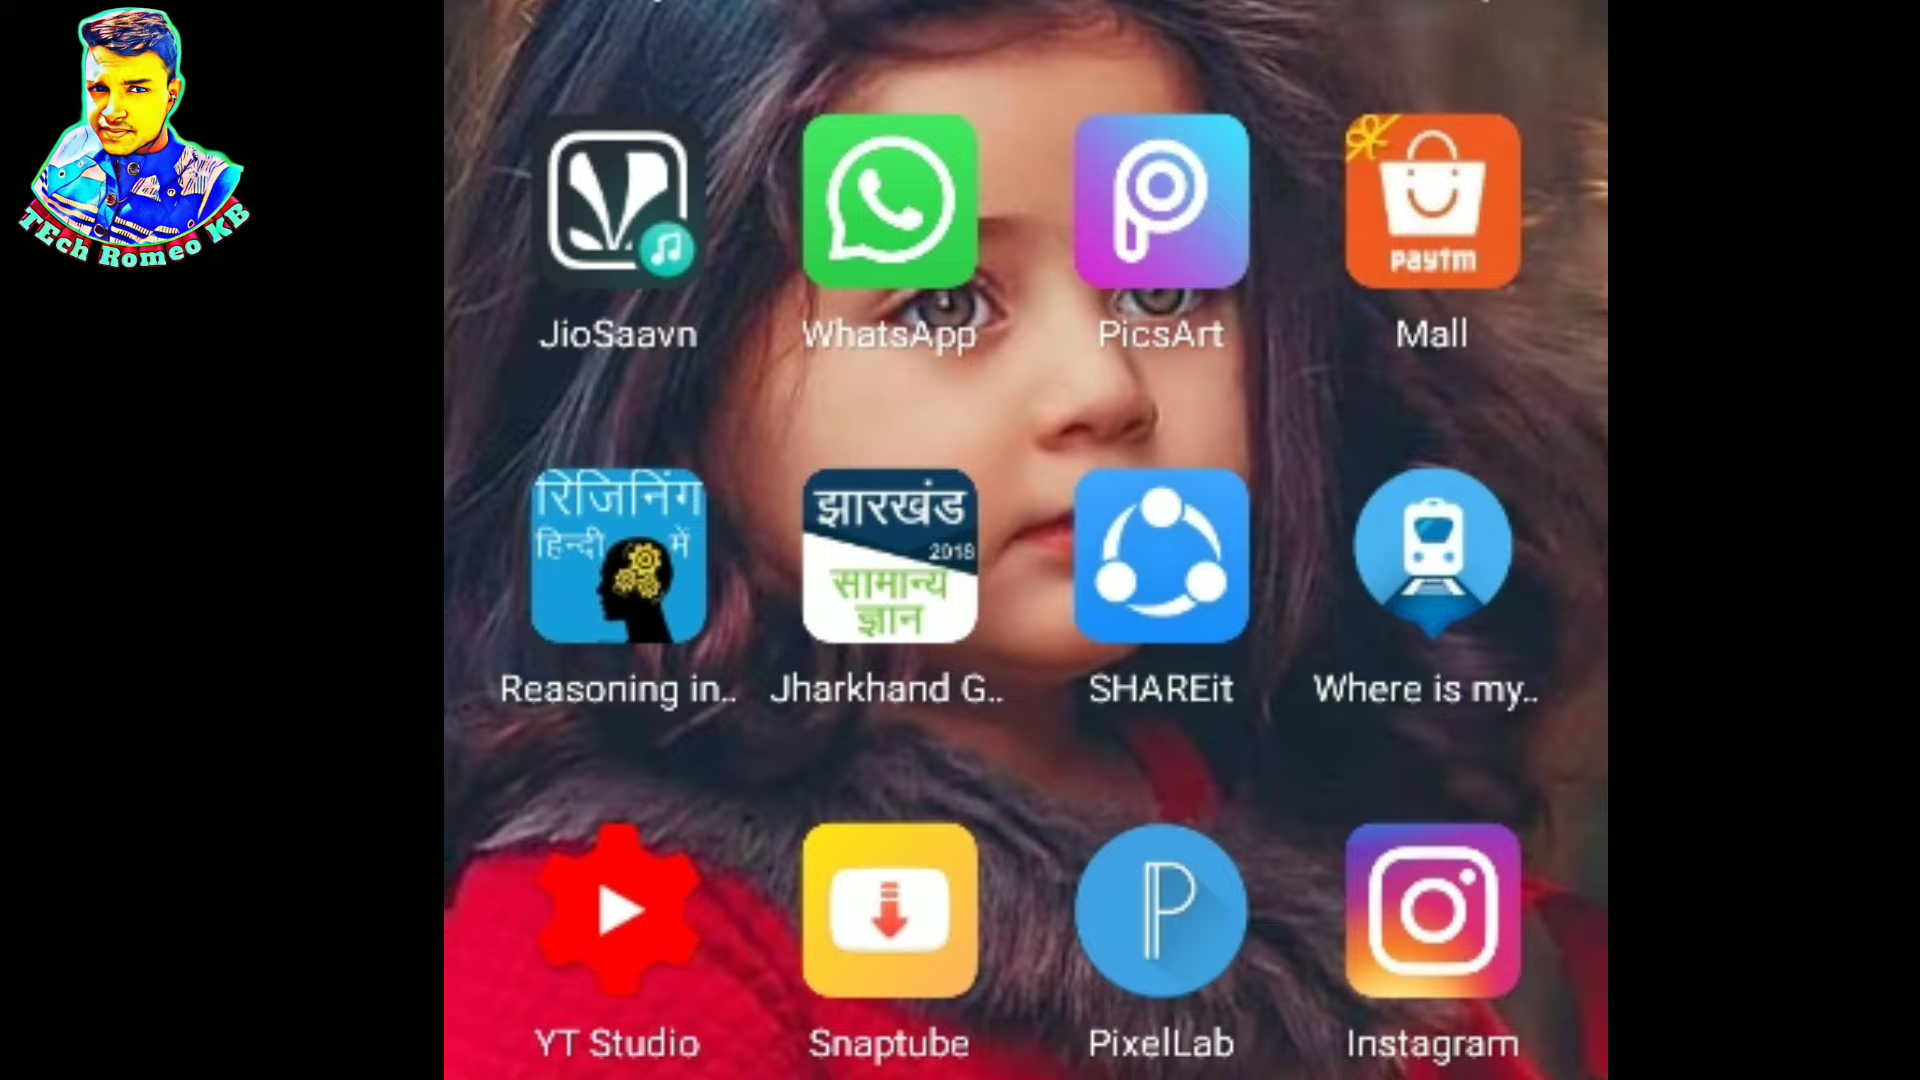 TEch Romeo KB
paytm
JioSaavn
WhatsApp
PicsArt
Mall
रिजिनिंग
हिन्दी में
झारखंड
2018
सामान्य
ज्ञान
Reasoning in..
Jharkhand G..
SHAREit
Where is my..
YT Studio
Snaptube
PixelLab
Instagram